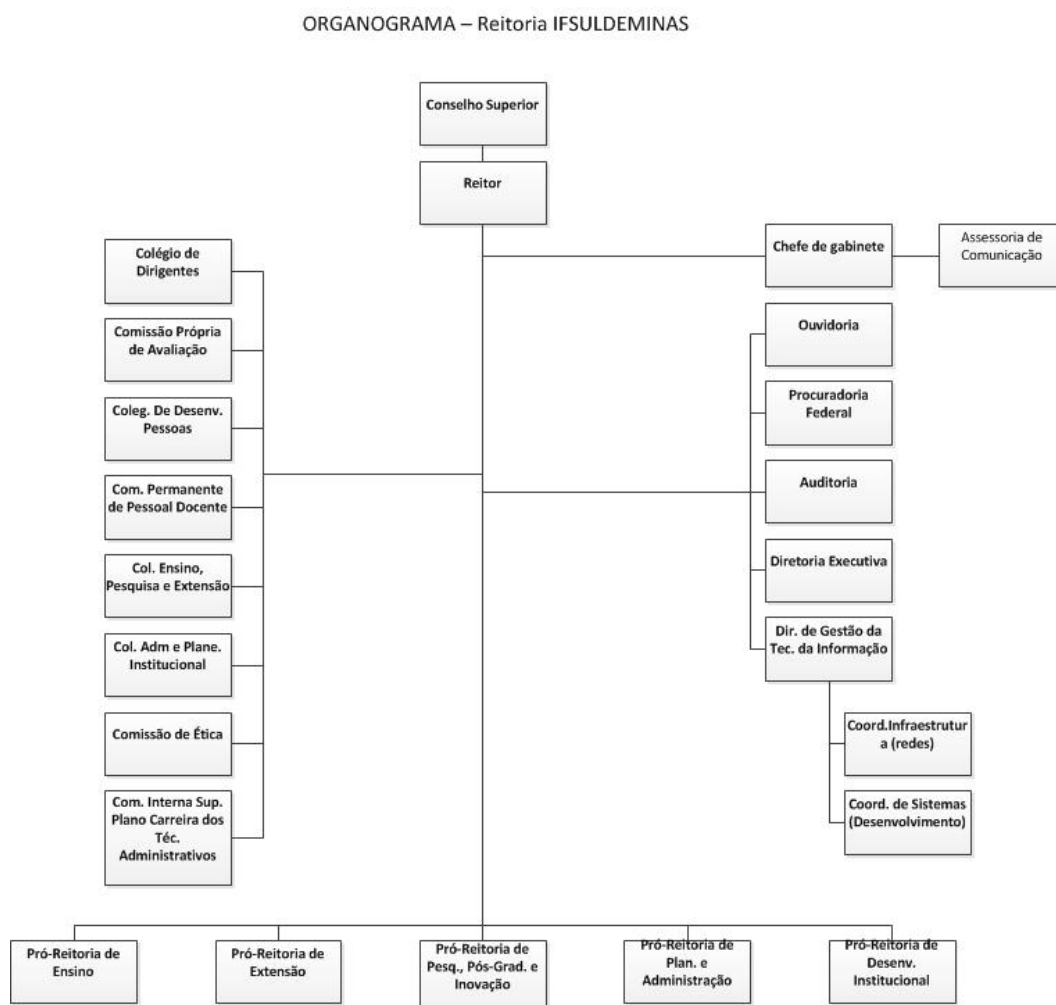 ORGANOGRAMA – Reitoria IFSULDEMINAS
Conselho Superior
Reitor
Colégio de
Dirigentes
Comissão Própria
de Avaliação
Coleg. De Desenv.
Pessoas
Com. Permanente
de Pessoal Docente
Col. Ensino,
Pesquisa e Extensão
Col. Adm e Plane.
Institucional
Comissão de Ética
Com. Interna Sup.
Plano Carreira dos
Téc.
Administrativos
Chefe de gabinete
Assessoria de
Comunicação
Ouvidoria
Procuradoria
Federal
Auditoria
Diretoria Executiva
Dir. de Gestão da
Tec. da Informação
Coord.Infraestrutur
a (redes)
Coord. de Sistemas
(Desenvolvimento)
Pró-Reitoria de
Ensino
Pró-Reitoria de
Extensão
Pró-Reitoria de
Pesq., Pós-Grad. e
Inovação
Pró-Reitoria de
Plan. e
Administração
Pró-Reitoria de
Desenv.
Institucional